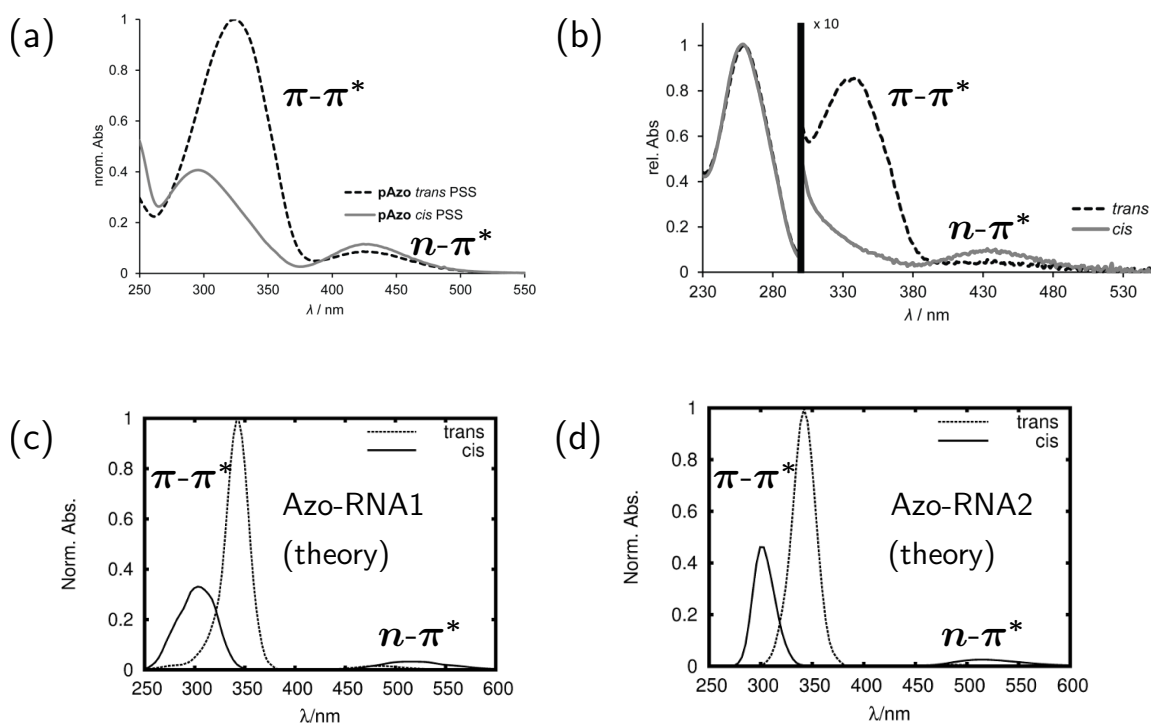 (a)
1
0.8
0.6
0.4
0.2
0
nrom. Abs
π-π*
pAzo trans PSS
pAzo cis PSS
n-π*
250 300 350 400 450 500 550
λ / nm
(b)
x 10
1
0.8
0.6
0.4
0.2
0
rel. Abs
π-π*
n-π*
trans
cis
230 280 330 380 430 480 530
λ / nm
(c)
1
0.8
0.6
0.4
0.2
0
Norm. Abs.
trans
cis
π-π*
Azo-RNA1
(theory)
n-π*
250 300 350 400 450 500 550 600
λ/nm
(d)
1
0.8
0.6
0.4
0.2
0
Norm. Abs.
trans
cis
π-π*
Azo-RNA2
(theory)
n-π*
250 300 350 400 450 500 550 600
λ/nm